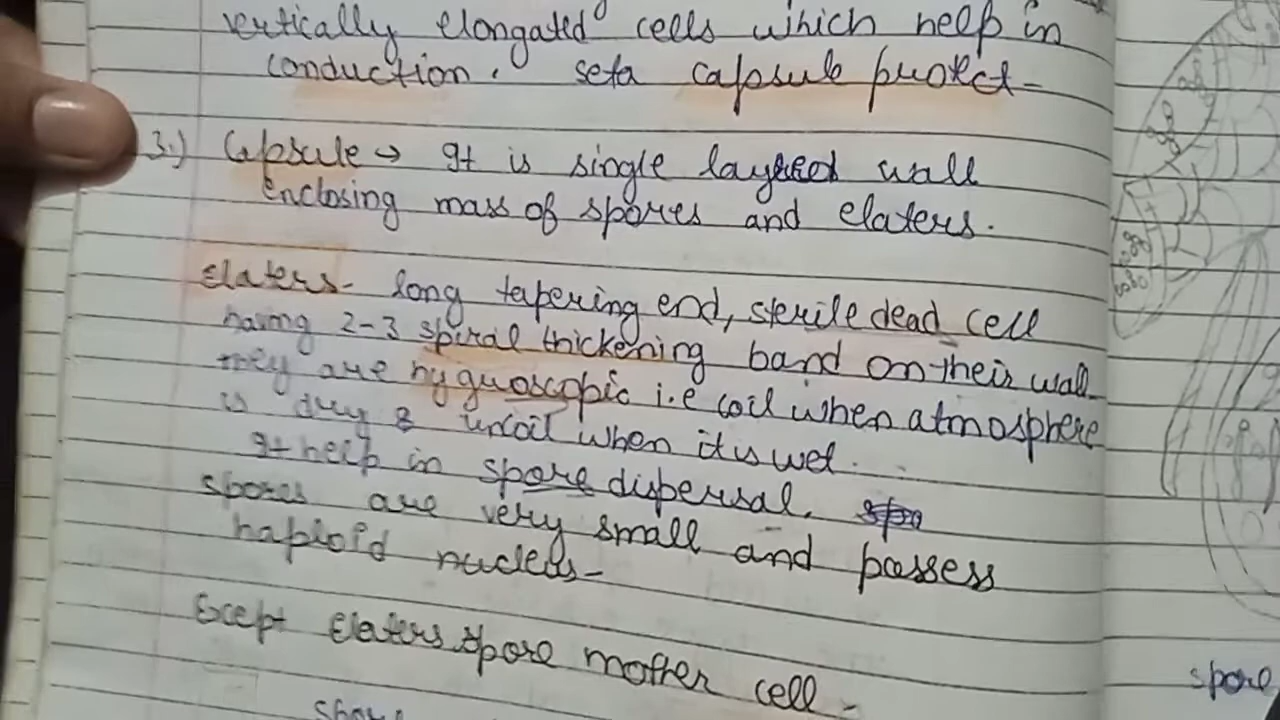 vertically elongated cells which help in
conduction. seta capsule protect-
3.) Capsule → It is single layered wall
enclosing mass of spores and elaters.
Elaters- long tapering end, sterile dead cell
having 2-3 spiral thickening band on their wall
they are hygroscopic i.e coil when atmosphere
is dry & uncoil when it is wet.
It help in spore dispersal.
spores are very small and possess
haploid nucleus-
Except Elaters spore mother cell -
spore